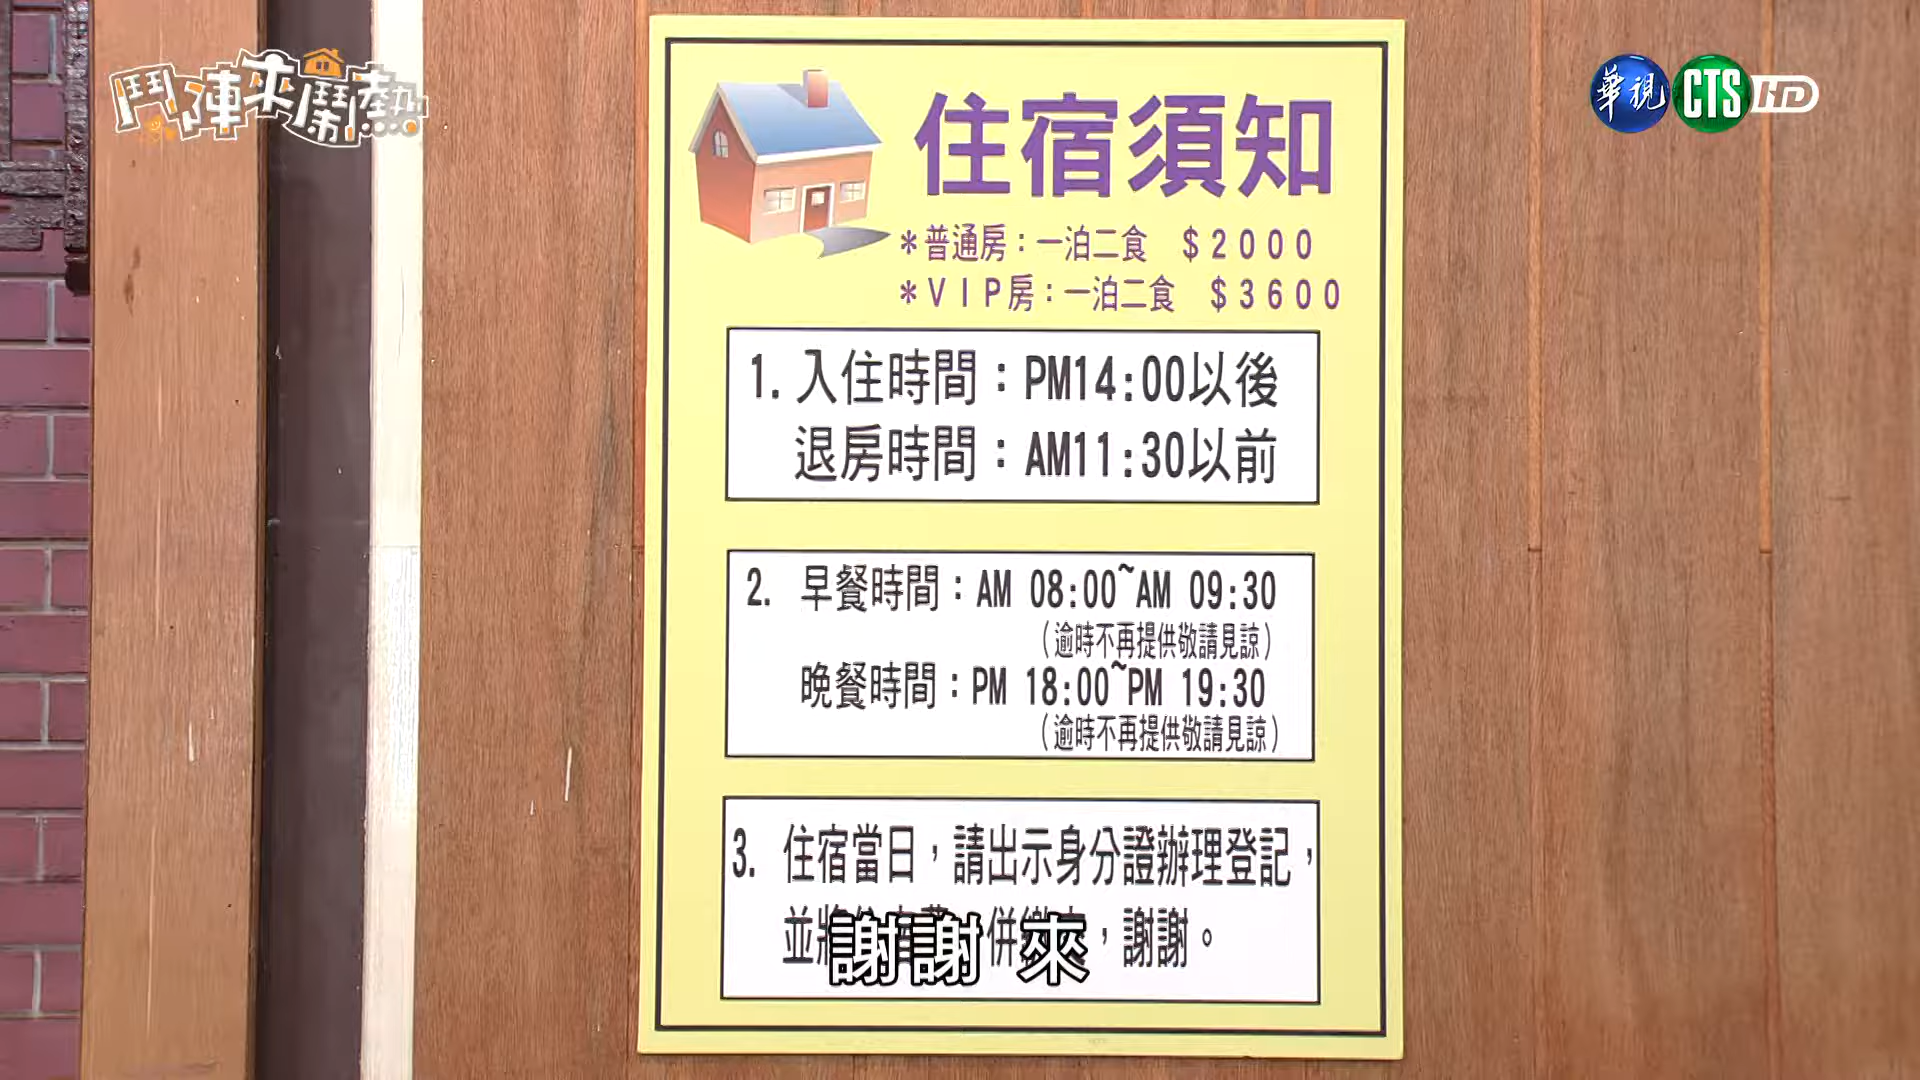 鬥陣來鬧熱
華視 CTS HD
住宿須知
＊普通房：一泊二食 ＄2000
＊VIP房：一泊二食 ＄3600
1. 入住時間：PM14:00以後
退房時間：AM11:30以前
2. 早餐時間：AM 08:00~AM 09:30
(逾時不再提供敬請見諒)
晚餐時間：PM 18:00~PM 19:30
(逾時不再提供敬請見諒)
3. 住宿當日，請出示身分證辦理登記，
並將 併 ，謝謝。
謝謝 來